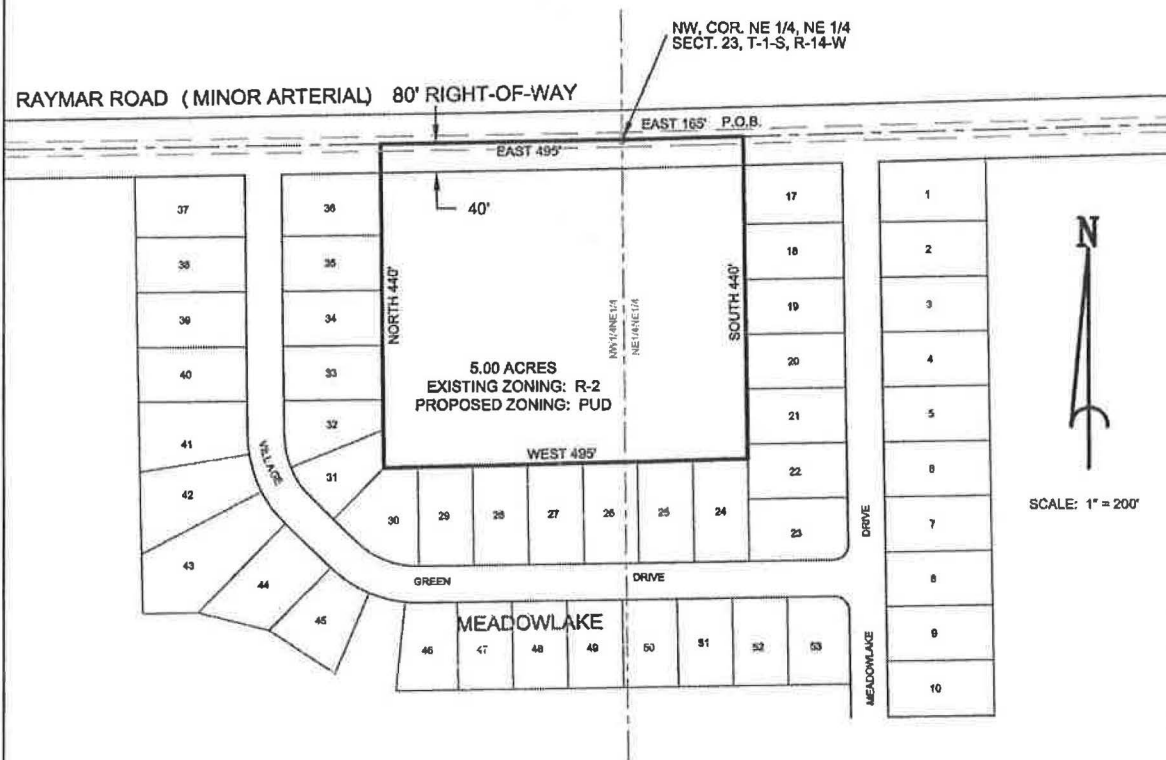 NW, COR. NE 1/4, NE 1/4
SECT. 23, T-1-S, R-14-W
RAYMAR ROAD ( MINOR ARTERIAL) 80' RIGHT-OF-WAY
EAST 165' P.O.B.
EAST 495'
40'
NORTH 440'
SOUTH 440'
NW1/4NE1/4
NE1/4NE1/4
5.00 ACRES
EXISTING ZONING: R-2
PROPOSED ZONING: PUD
WEST 495'
37
38
39
40
41
42
43
44
45
36
35
34
33
32
31
30
29
28
27
26
25
24
17
18
19
20
21
22
23
1
2
3
4
5
6
7
8
9
10
N
SCALE: 1" = 200'
VILLAGE
GREEN
DRIVE
DRIVE
MEADOWLAKE
MEADOWLAKE
46
47
48
49
50
51
52
53